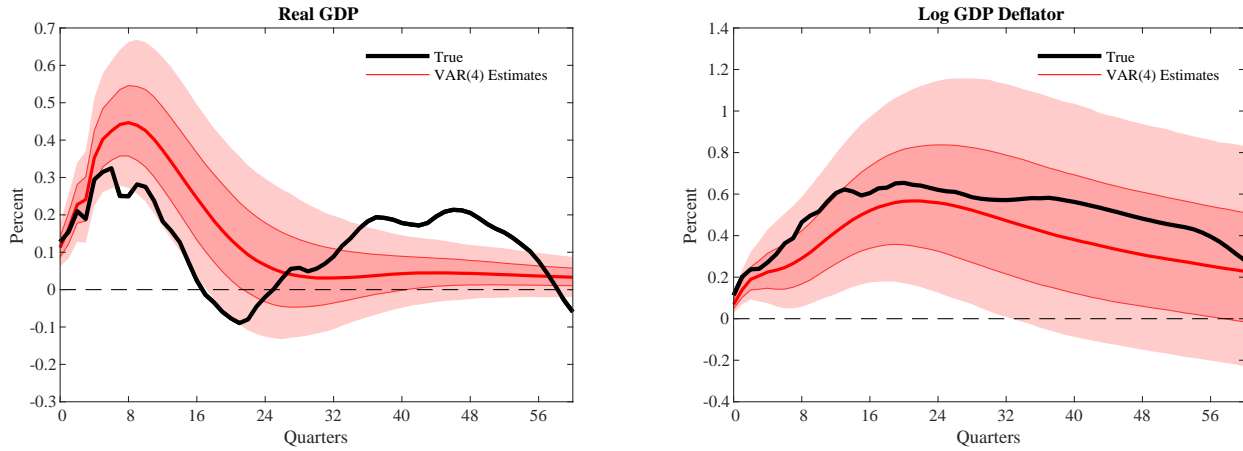 Real GDP
0.7
0.6
0.5
0.4
0.3
0.2
0.1
0
-0.1
-0.2
-0.3
Percent
True
VAR(4) Estimates
0 8 16 24 32 40 48 56
Quarters
Log GDP Deflator
1.4
1.2
1
0.8
0.6
0.4
0.2
0
-0.2
-0.4
Percent
True
VAR(4) Estimates
0 8 16 24 32 40 48 56
Quarters